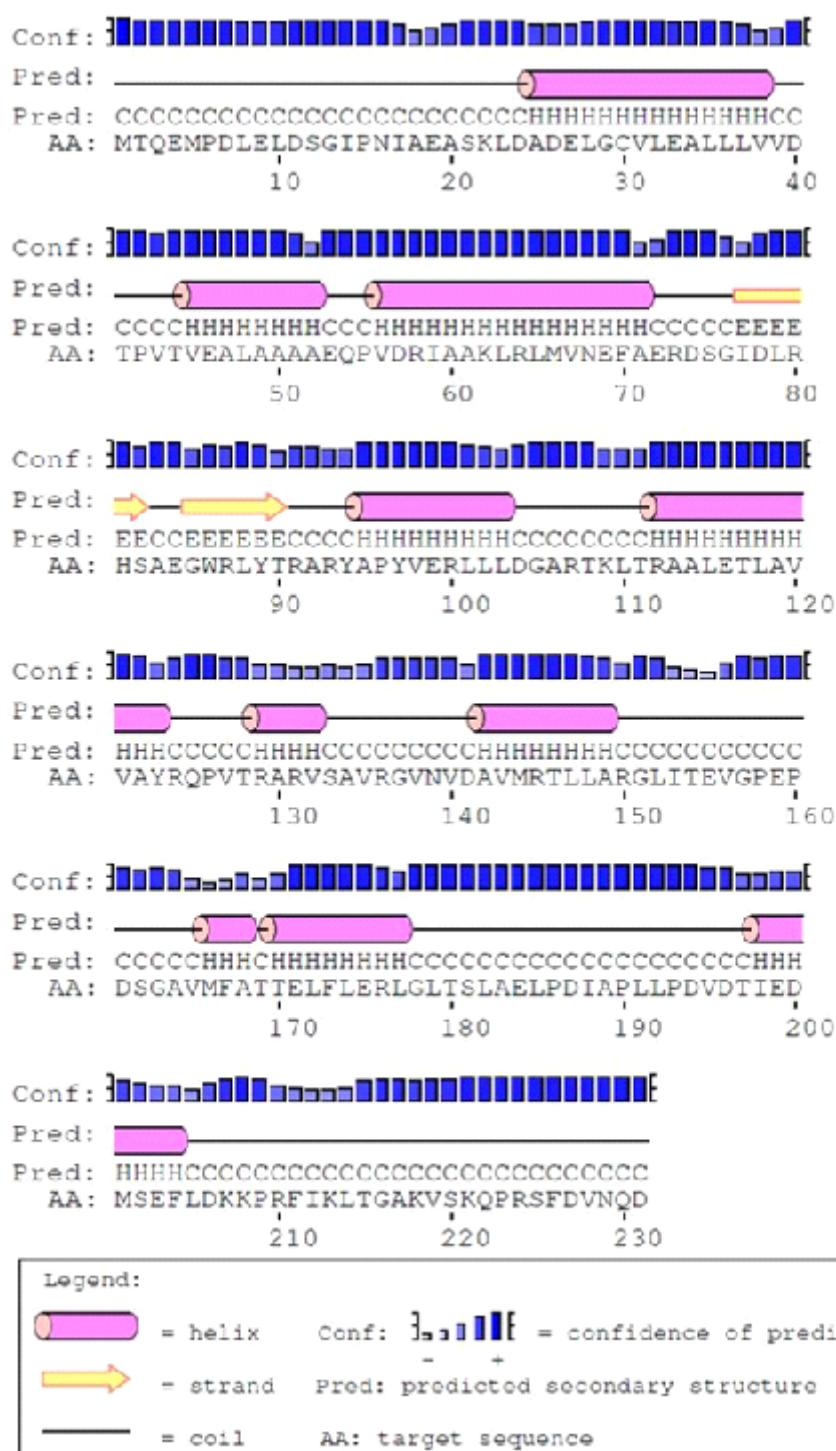 Conf:
Pred:
Pred: CCCCCCCCCCCCCCCCCCCCCCCCHHHHHHHHHHHHHHCC
AA: MTQEMPDLELDSGIPNIAEASKLDADELGCVLEALLLVVD
10 20 30 40
Conf:
Pred:
Pred: CCCCHHHHHHHHCCCHHHHHHHHHHHHHHHHCCCCCEEEE
AA: TPVTVEALAAAAEQPVDRIAAKLRLMVNEFAERDSGIDLR
50 60 70 80
Conf:
Pred:
Pred: EECCEEEEEECCCCHHHHHHHHHCCCCCCCCHHHHHHHHH
AA: HSAEGWRLYTRARYAPYVERLLLDGARTKLTRAALETLAV
90 100 110 120
Conf:
Pred:
Pred: HHHCCCCCHHHHCCCCCCCCCHHHHHHHHCCCCCCCCCCC
AA: VAYRQPVTRARVSAVRGVNVDAVMRTLLARGLITEVGPEP
130 140 150 160
Conf:
Pred:
Pred: CCCCCHHHCHHHHHHHHCCCCCCCCCCCCCCCCCCCCHHH
AA: DSGAVMFATTELFLERLGLTSLAELPDIAPLLPDVDTIED
170 180 190 200
Conf:
Pred:
Pred: HHHHCCCCCCCCCCCCCCCCCCCCCCCCCCC
AA: MSEFLDKKPRFIKLTGAKVSKQPRSFDVNQD
210 220 230
Legend:
= helix Conf: = confidence of predi
- +
= strand Pred: predicted secondary structure
= coil AA: target sequence